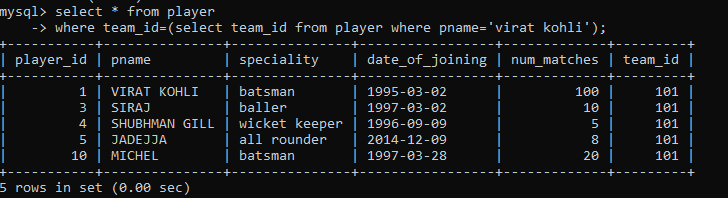 mysql> select * from player
    -> where team_id=(select team_id from player where pname='virat kohli');
+-----------+---------------+---------------+-----------------+-------------+---------+
| player_id | pname         | speciality    | date_of_joining | num_matches | team_id |
+-----------+---------------+---------------+-----------------+-------------+---------+
|         1 | VIRAT KOHLI   | batsman       | 1995-03-02      |         100 |     101 |
|         3 | SIRAJ         | baller        | 1997-03-02      |          10 |     101 |
|         4 | SHUBHMAN GILL | wicket keeper | 1996-09-09      |           5 |     101 |
|         5 | JADEJJA       | all rounder   | 2014-12-09      |           8 |     101 |
|        10 | MICHEL        | batsman       | 1997-03-28      |          20 |     101 |
+-----------+---------------+---------------+-----------------+-------------+---------+
5 rows in set (0.00 sec)